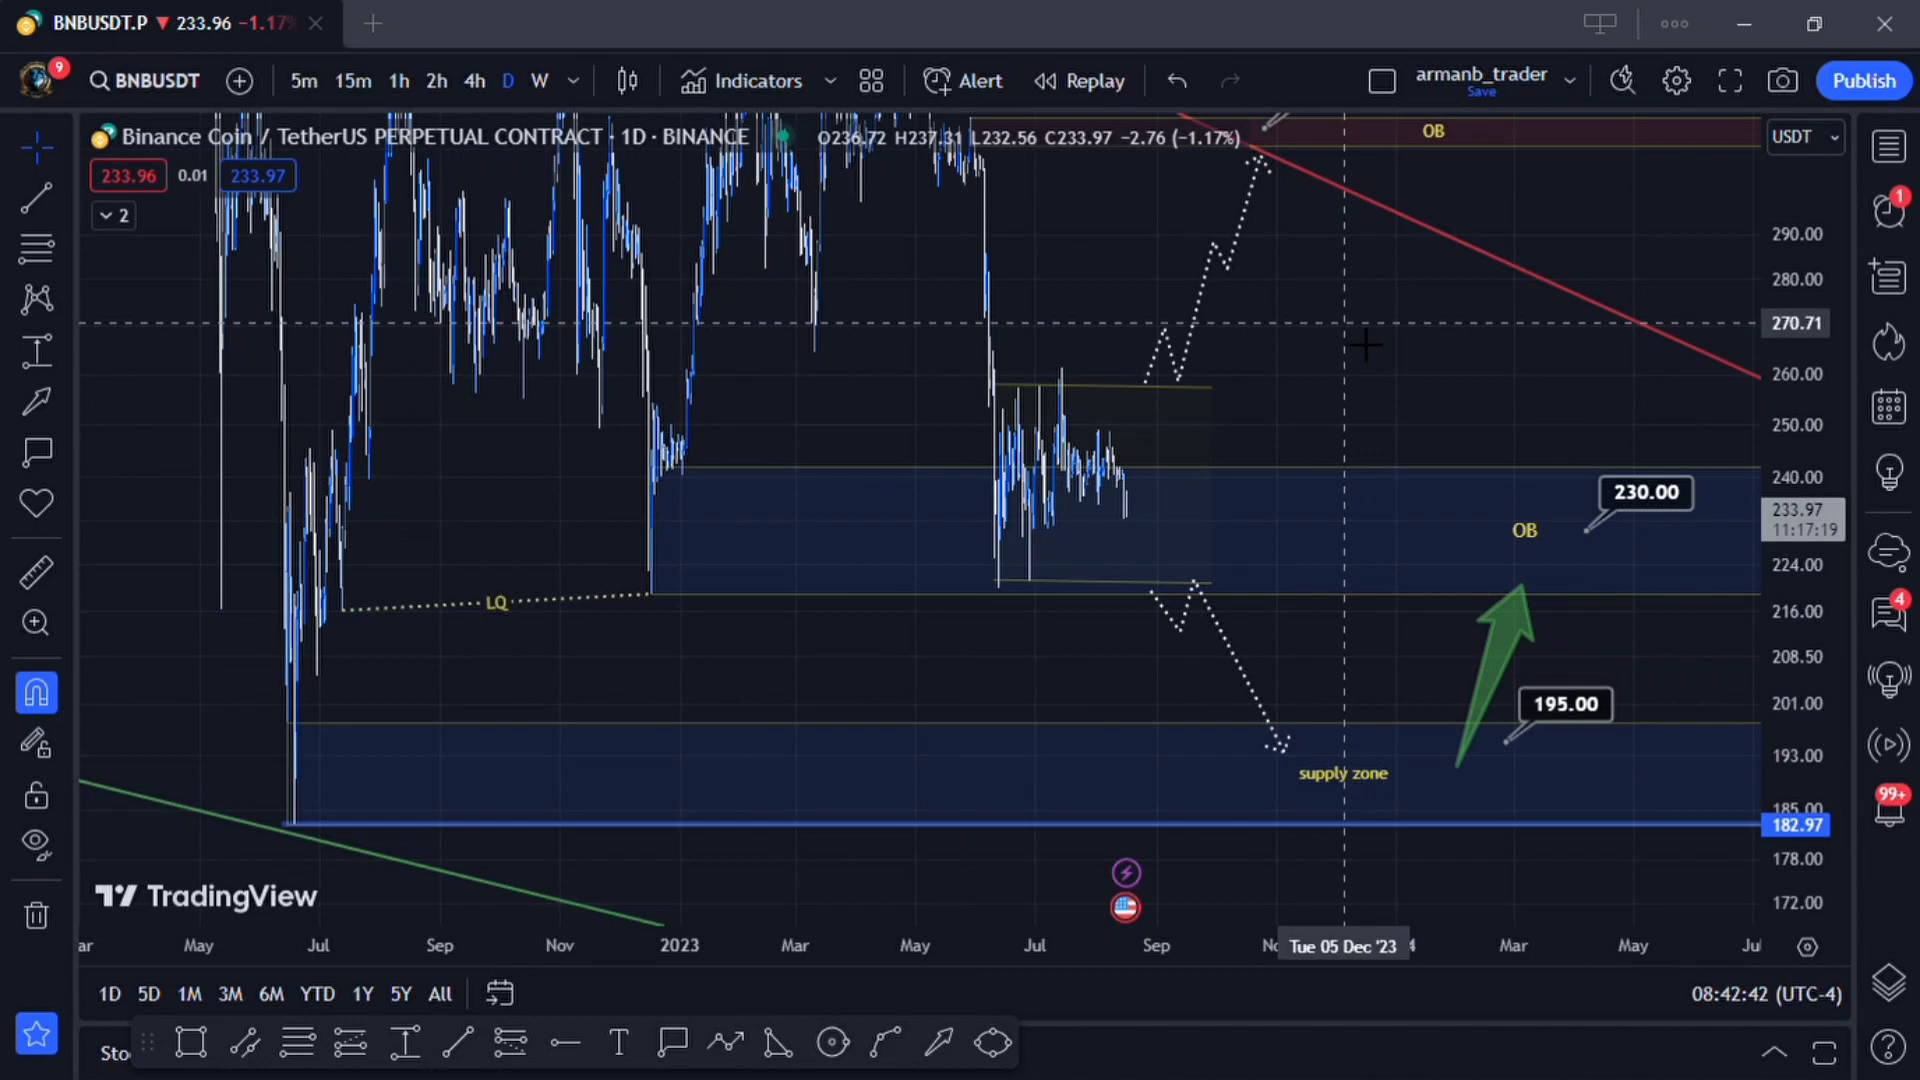 BNBUSDT.P ▼ 233.96 −1.17%
9
BNBUSDT 5m 15m 1h 2h 4h D W Indicators Alert Replay armanb_trader Publish
Save
Binance Coin / TetherUS PERPETUAL CONTRACT · 1D · BINANCE O236.72 H237.31 L232.56 C233.97 −2.76 (−1.17%)
OB
USDT
233.96 0.01 233.97
2
1
290.00
280.00
270.71
260.00
250.00
240.00
230.00
233.97
11:17:19
OB
224.00
LQ
216.00
4
208.50
201.00
195.00
193.00
supply zone
99+
185.00
182.97
178.00
172.00
TradingView
May Jul Sep Nov 2023 Mar May Jul Sep Tue 05 Dec '23 Mar May
1D 5D 1M 3M 6M YTD 1Y 5Y All 08:42:42 (UTC-4)
T